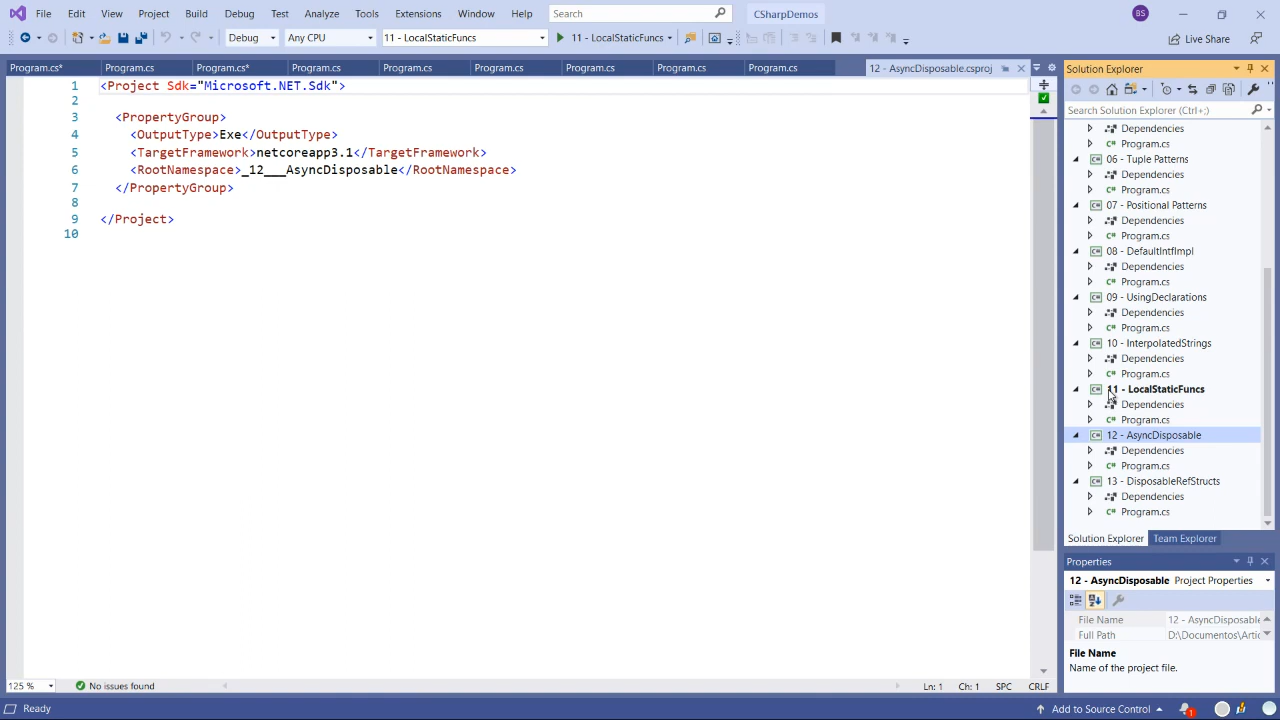 File Edit View Project Build Debug Test Analyze Tools Extensions Window Help Search CSharpDemos BS
Debug Any CPU 11 - LocalStaticFuncs 11 - LocalStaticFuncs Live Share
Program.cs* Program.cs Program.cs* Program.cs Program.cs Program.cs Program.cs Program.cs Program.cs 12 - AsyncDisposable.csproj
1 <Project Sdk="Microsoft.NET.Sdk">
2
3 <PropertyGroup>
4 <OutputType>Exe</OutputType>
5 <TargetFramework>netcoreapp3.1</TargetFramework>
6 <RootNamespace>_12___AsyncDisposable</RootNamespace>
7 </PropertyGroup>
8
9 </Project>
10
125 % No issues found Ln: 1 Ch: 1 SPC CRLF
Solution Explorer
Search Solution Explorer (Ctrl+;)
Dependencies
Program.cs
06 - Tuple Patterns
Dependencies
Program.cs
07 - Positional Patterns
Dependencies
Program.cs
08 - DefaultIntfImpl
Dependencies
Program.cs
09 - UsingDeclarations
Dependencies
Program.cs
10 - InterpolatedStrings
Dependencies
Program.cs
11 - LocalStaticFuncs
Dependencies
Program.cs
12 - AsyncDisposable
Dependencies
Program.cs
13 - DisposableRefStructs
Dependencies
Program.cs
Solution Explorer Team Explorer
Properties
12 - AsyncDisposable Project Properties
File Name 12 - AsyncDisposable
Full Path D:\Documentos\Artic
File Name
Name of the project file.
Ready Add to Source Control 1